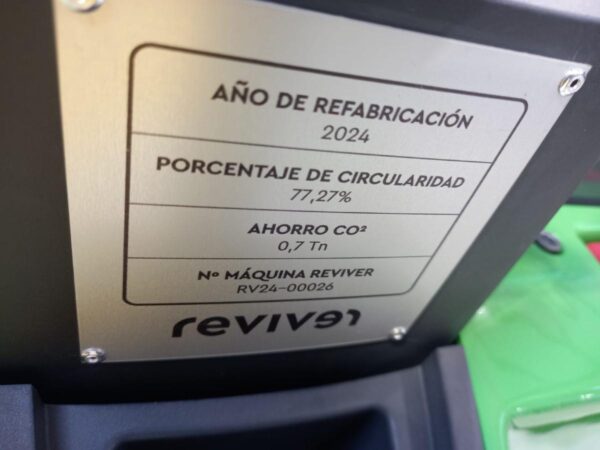 AÑO DE REFABRICACIÓN
2024
PORCENTAJE DE CIRCULARIDAD
77,27%
AHORRO CO²
0,7 Tn
Nº MÁQUINA REVIVER
RV24-00026
reviver